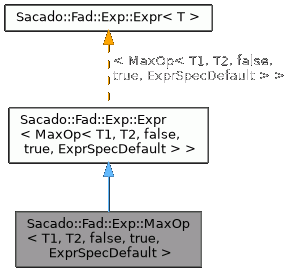 Sacado::Fad::Exp::Expr< T >
< MaxOp< T1, T2, false,
true, ExprSpecDefault > >
Sacado::Fad::Exp::Expr
< MaxOp< T1, T2, false,
true, ExprSpecDefault > >
Sacado::Fad::Exp::MaxOp
< T1, T2, false, true,
ExprSpecDefault >